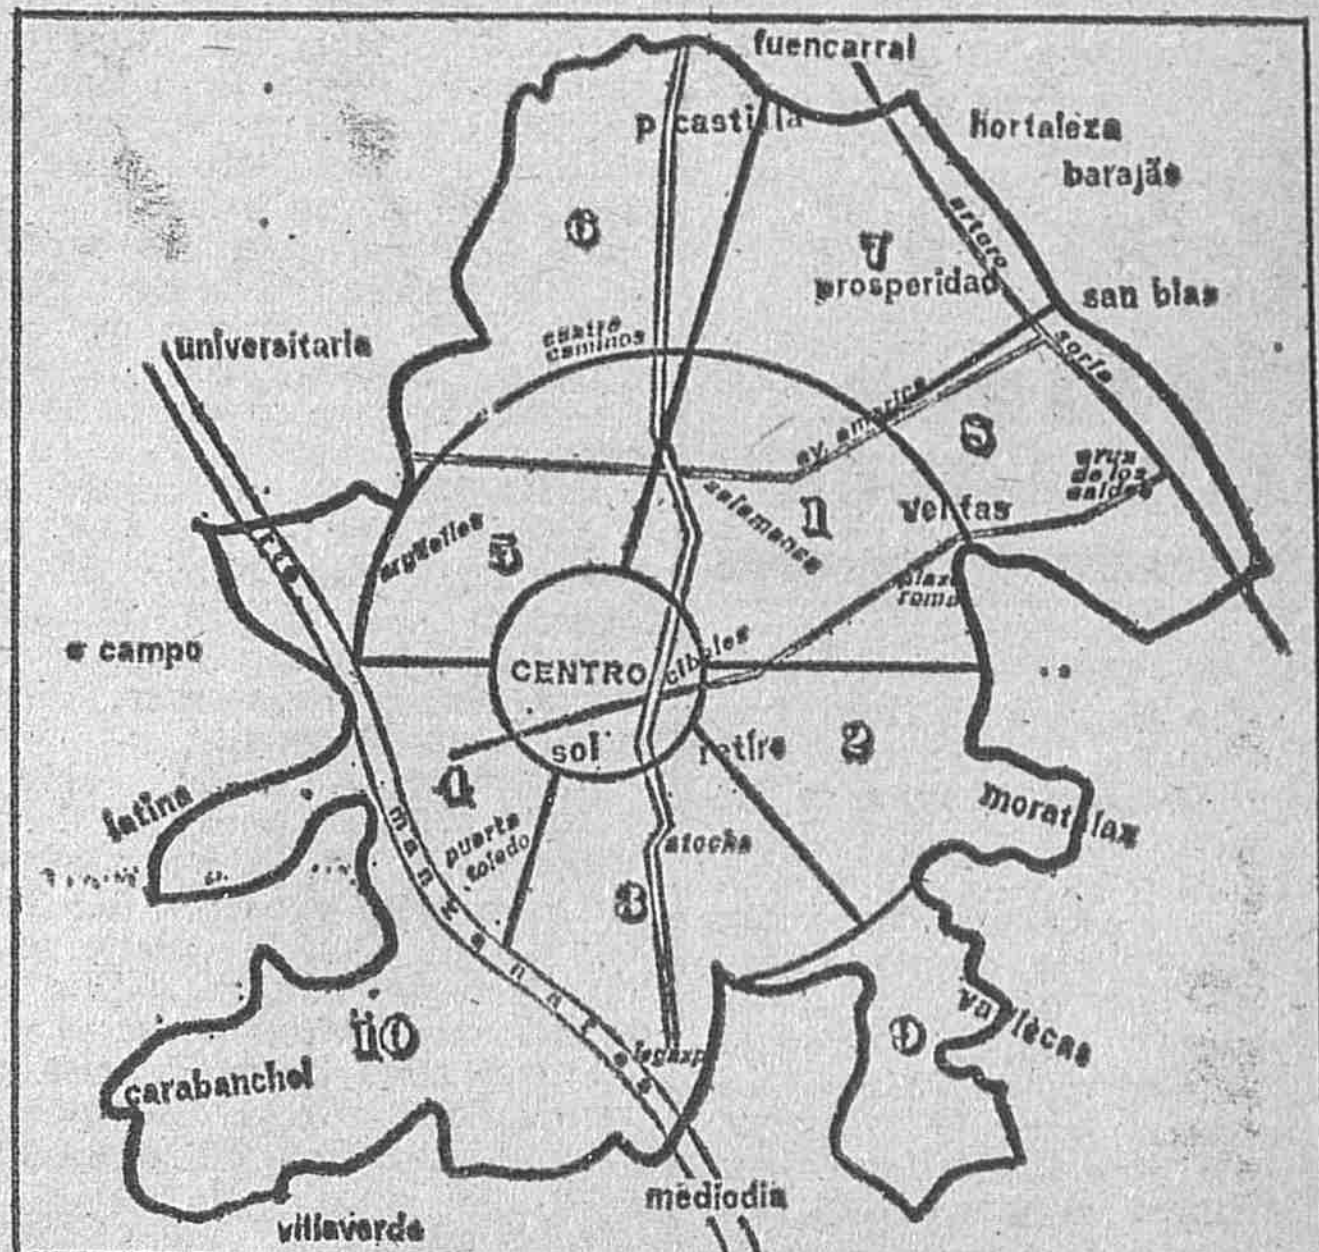 fuencarral
p castilla
hortaleza
barajãs
6
7
arturo
prosperidad
san blas
universitaria
cuatro
caminos
soria
av. america
8
cruz
de los
caidos
salamanca
1
ventas
arguelles
5
rio
plaza
roma
c campo
CENTRO
cibeles
sol
retiro
2
latina
4
puerta
toledo
moratalaz
atocha
manzanares
3
10
legazpi
9
vallecas
carabanchel
mediodia
villaverde